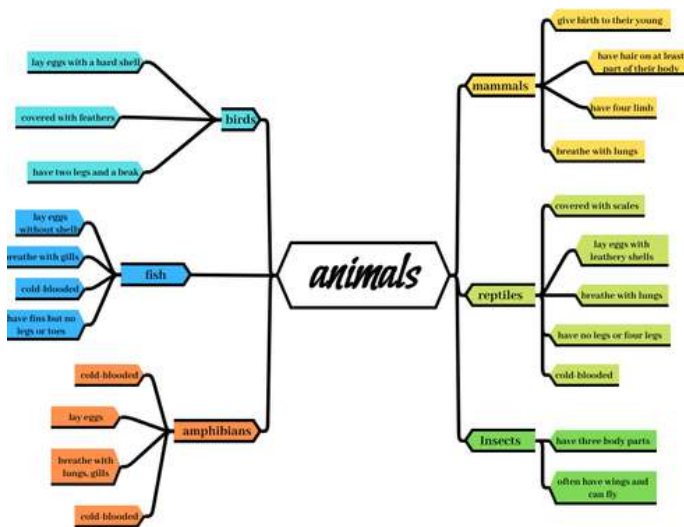 animals
birds
lay eggs with a hard shell
covered with feathers
have two legs and a beak
fish
lay eggs
without shells
breathe with gills
cold-blooded
have fins but no
legs or toes
amphibians
cold-blooded
lay eggs
breathe with
lungs, gills
cold-blooded
mammals
give birth to their young
have hair on at least
part of their body
have four limb
breathe with lungs
reptiles
covered with scales
lay eggs with
leathery shells
breathe with lungs
have no legs or four legs
cold-blooded
Insects
have three body parts
often have wings and
can fly